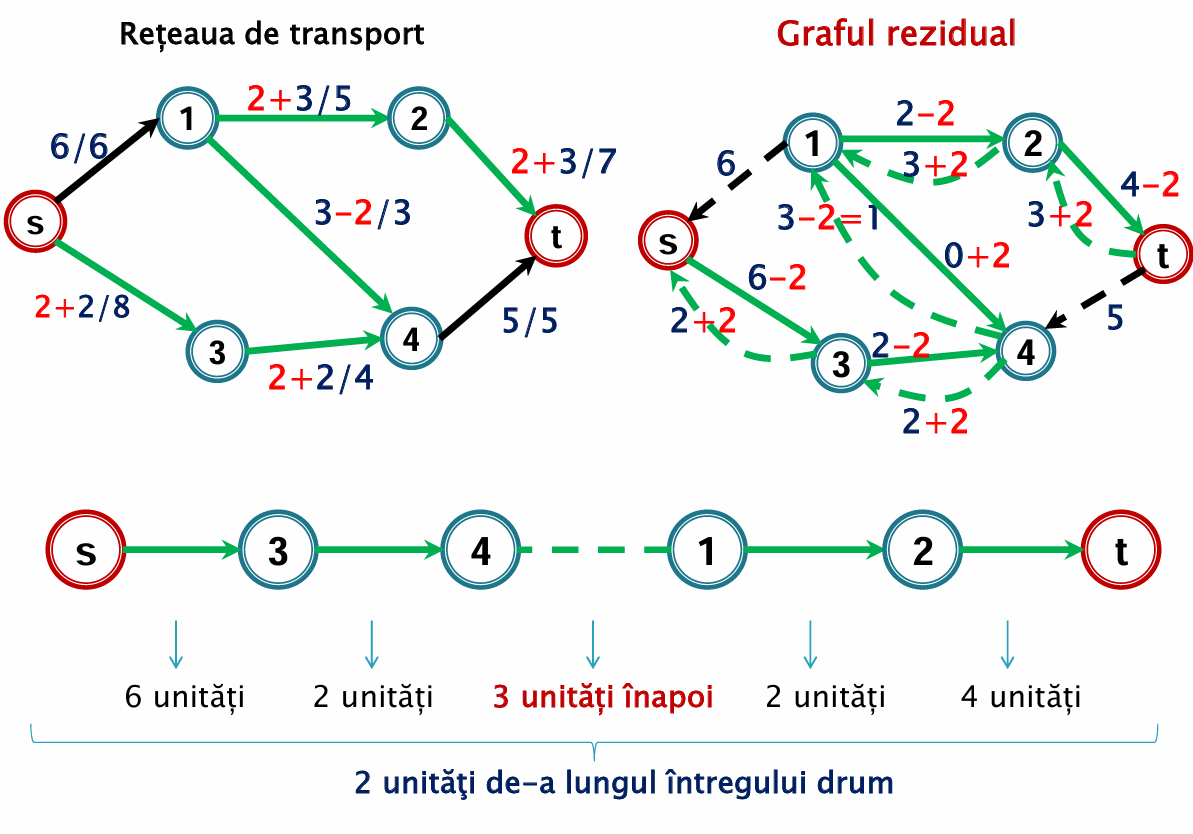 Rețeaua de transport
Graful rezidual
1
2+3/5
2
6/6
2+3/7
s
3-2/3
t
2+2/8
3
4
5/5
2+2/4
1
2-2
2
6
3+2
4-2
s
3-2=1
3+2
0+2
t
6-2
2+2
5
3
2-2
4
2+2
s
3
4
1
2
t
6 unități
2 unități
3 unități înapoi
2 unități
4 unități
2 unităţi de-a lungul întregului drum